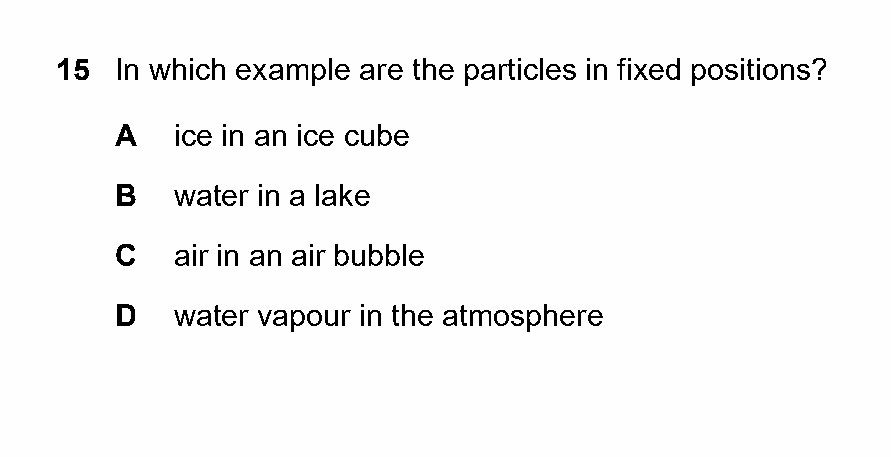 15 In which example are the particles in fixed positions?
A ice in an ice cube
B water in a lake
C air in an air bubble
D water vapour in the atmosphere